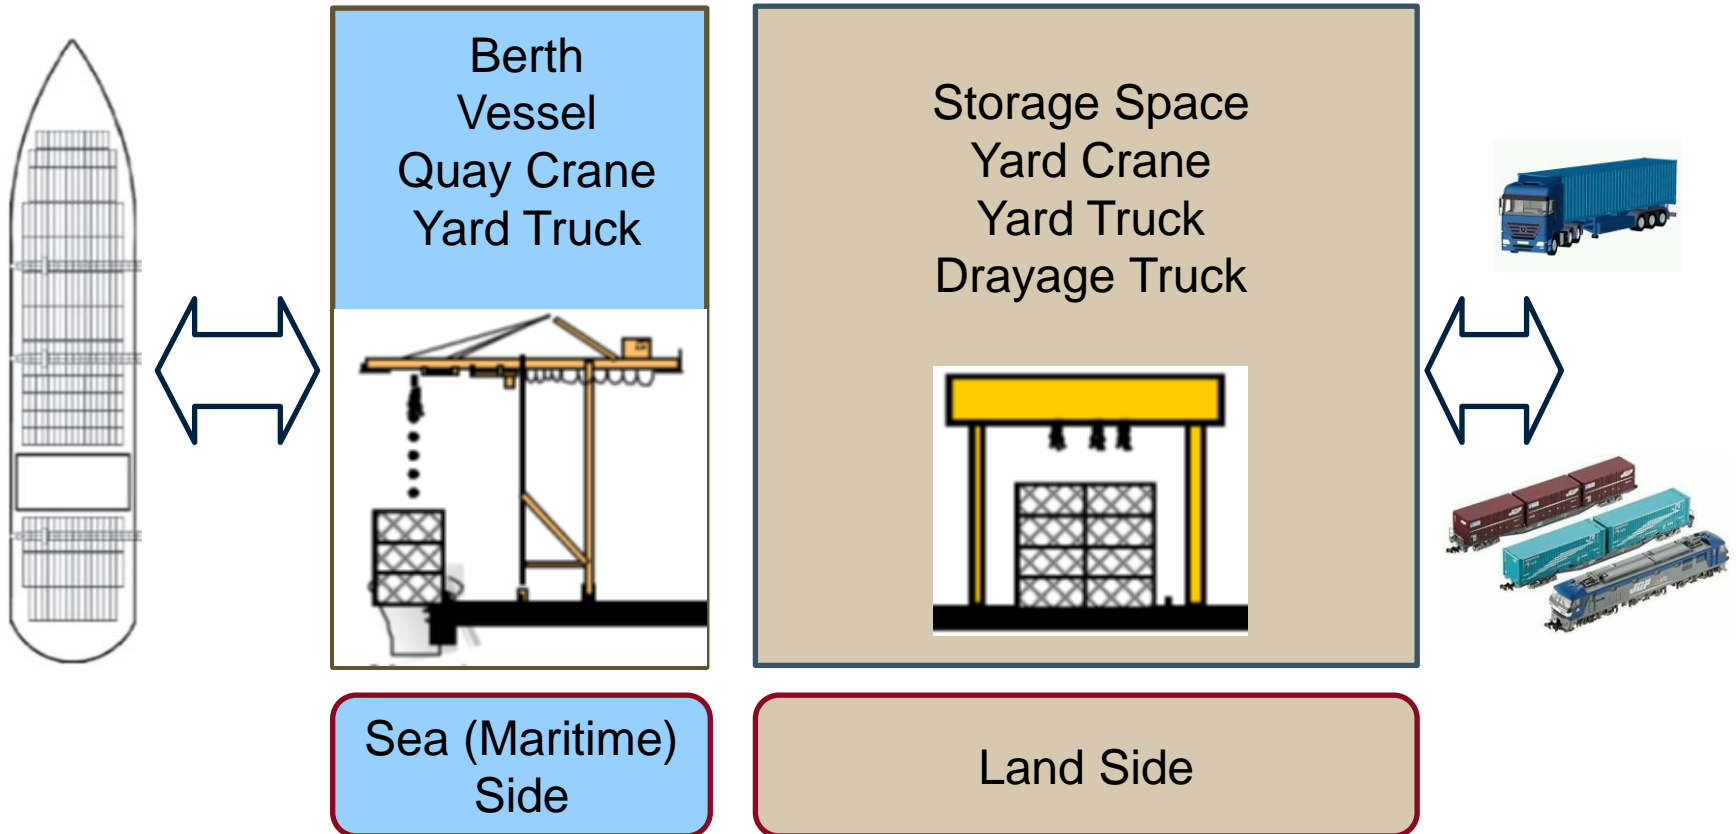 Berth
Vessel
Quay Crane
Yard Truck
Storage Space
Yard Crane
Yard Truck
Drayage Truck
Sea (Maritime)
Side
Land Side